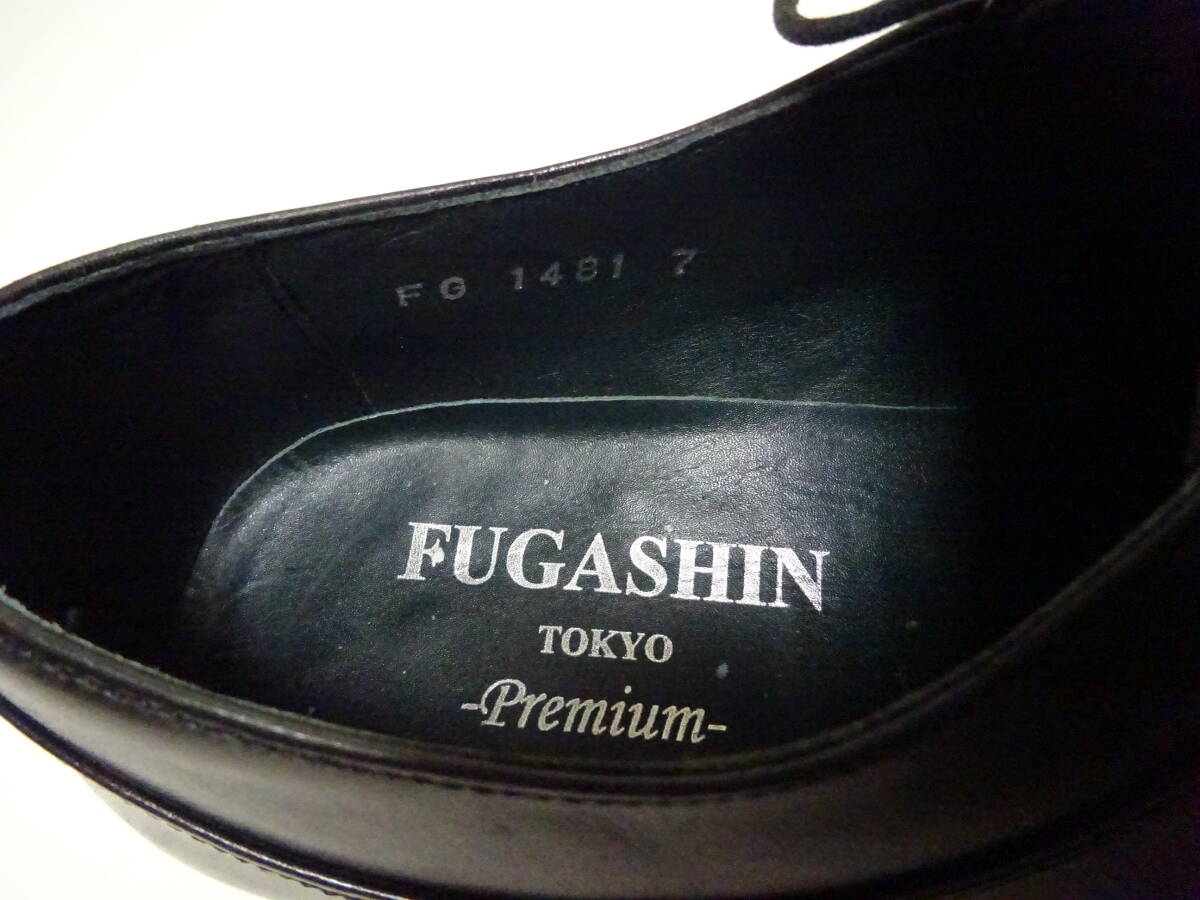 FG 1481 7
FUGASHIN
TOKYO
-Premium-